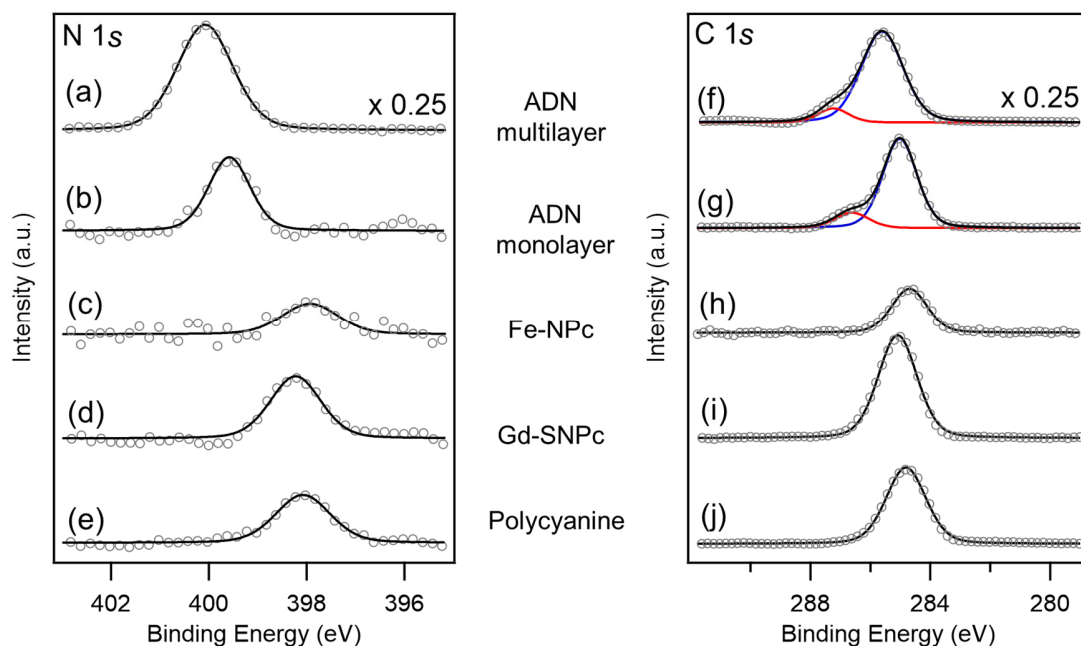 N 1s
(a)
x 0.25
(b)
(c)
(d)
(e)
Intensity (a.u.)
402
400
398
396
Binding Energy (eV)
ADN
multilayer
ADN
monolayer
Fe-NPc
Gd-SNPc
Polycyanine
C 1s
(f)
x 0.25
(g)
(h)
(i)
(j)
Intensity (a.u.)
288
284
280
Binding Energy (eV)